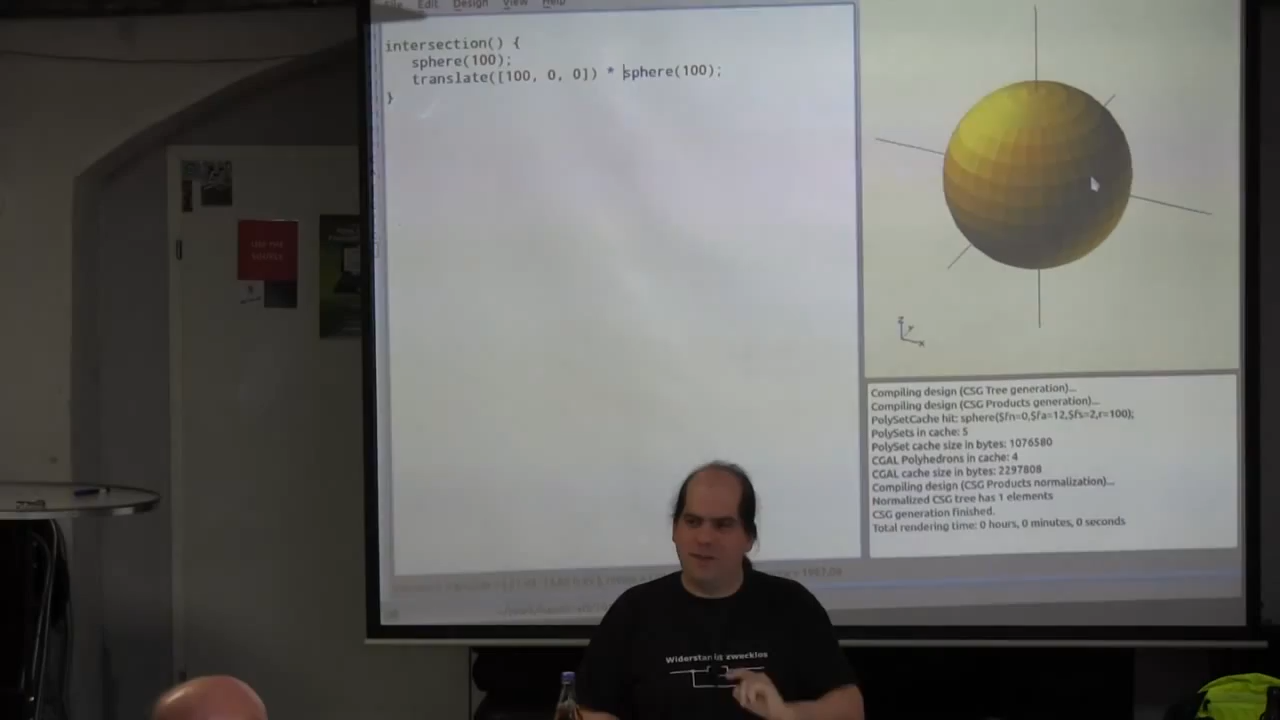 Edit Design View Help
intersection() {
sphere(100);
translate([100, 0, 0]) * sphere(100);
}
z
y
x
Compiling design (CSG Tree generation)...
Compiling design (CSG Products generation)...
PolySetCache hit: sphere($fn=0,$fa=12,$fs=2,r=100);
PolySets in cache: 5
PolySet cache size in bytes: 1076580
CGAL Polyhedrons in cache: 4
CGAL cache size in bytes: 2297808
Compiling design (CSG Products normalization)...
Normalized CSG tree has 1 elements
CSG generation finished.
Total rendering time: 0 hours, 0 minutes, 0 seconds
Widerstand ist zwecklos